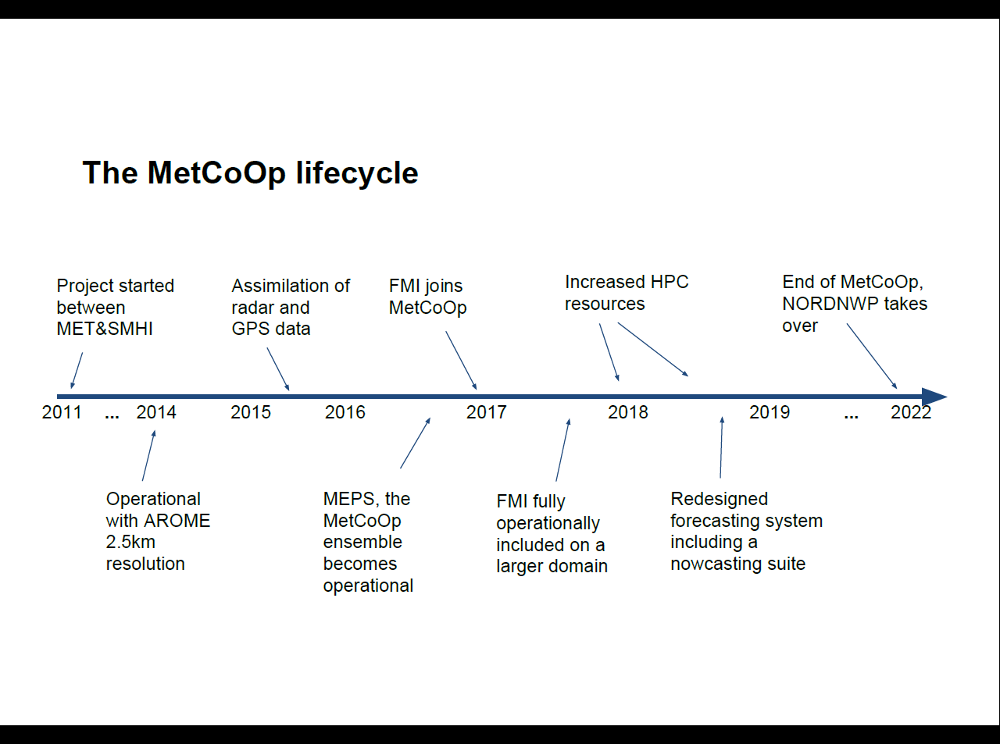 The MetCoOp lifecycle
Project started
between
MET&SMHI
Assimilation of
radar and
GPS data
FMI joins
MetCoOp
Increased HPC
resources
End of MetCoOp,
NORDNWP takes
over
2011 ... 2014 2015 2016 2017 2018 2019 ... 2022
Operational
with AROME
2.5km
resolution
MEPS, the
MetCoOp
ensemble
becomes
operational
FMI fully
operationally
included on a
larger domain
Redesigned
forecasting system
including a
nowcasting suite